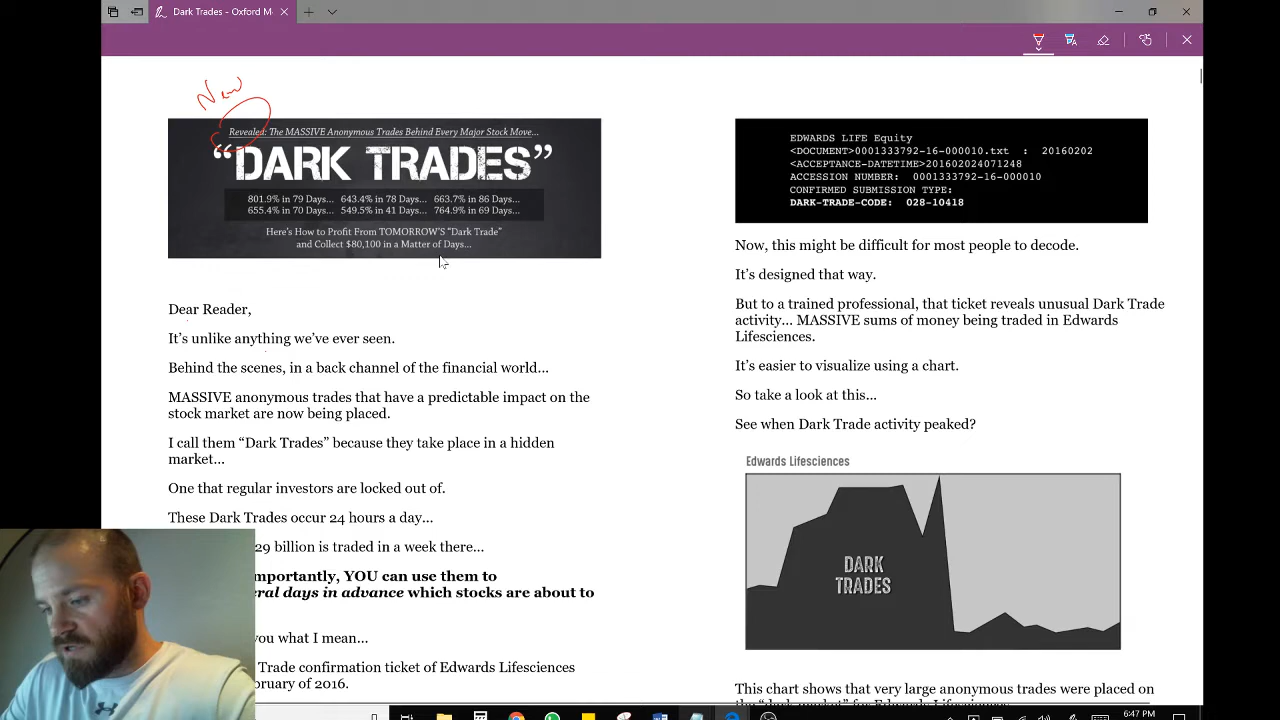 Dark Trades - Oxford M
New
Revealed: The MASSIVE Anonymous Trades Behind Every Major Stock Move...
“DARK TRADES”
801.9% in 79 Days... 643.4% in 78 Days... 663.7% in 86 Days...
655.4% in 70 Days... 549.5% in 41 Days... 764.9% in 69 Days...
Here's How to Profit From TOMORROW'S “Dark Trade”
and Collect $80,100 in a Matter of Days...
Dear Reader,
It’s unlike anything we’ve ever seen.
Behind the scenes, in a back channel of the financial world...
MASSIVE anonymous trades that have a predictable impact on the
stock market are now being placed.
I call them “Dark Trades” because they take place in a hidden
market...
One that regular investors are locked out of.
These Dark Trades occur 24 hours a day...
29 billion is traded in a week there...
importantly, YOU can use them to
days in advance which stocks are about to
you what I mean...
Trade confirmation ticket of Edwards Lifesciences
of 2016.
EDWARDS LIFE Equity
<DOCUMENT>0001333792-16-000010.txt : 20160202
<ACCEPTANCE-DATETIME>201602024071248
ACCESSION NUMBER: 0001333792-16-000010
CONFIRMED SUBMISSION TYPE:
DARK-TRADE-CODE: 028-10418
Now, this might be difficult for most people to decode.
It’s designed that way.
But to a trained professional, that ticket reveals unusual Dark Trade
activity... MASSIVE sums of money being traded in Edwards
Lifesciences.
It’s easier to visualize using a chart.
So take a look at this...
See when Dark Trade activity peaked?
Edwards Lifesciences
DARK
TRADES
This chart shows that very large anonymous trades were placed on
the “dark market” for Edwards Lifesciences
6:47 PM